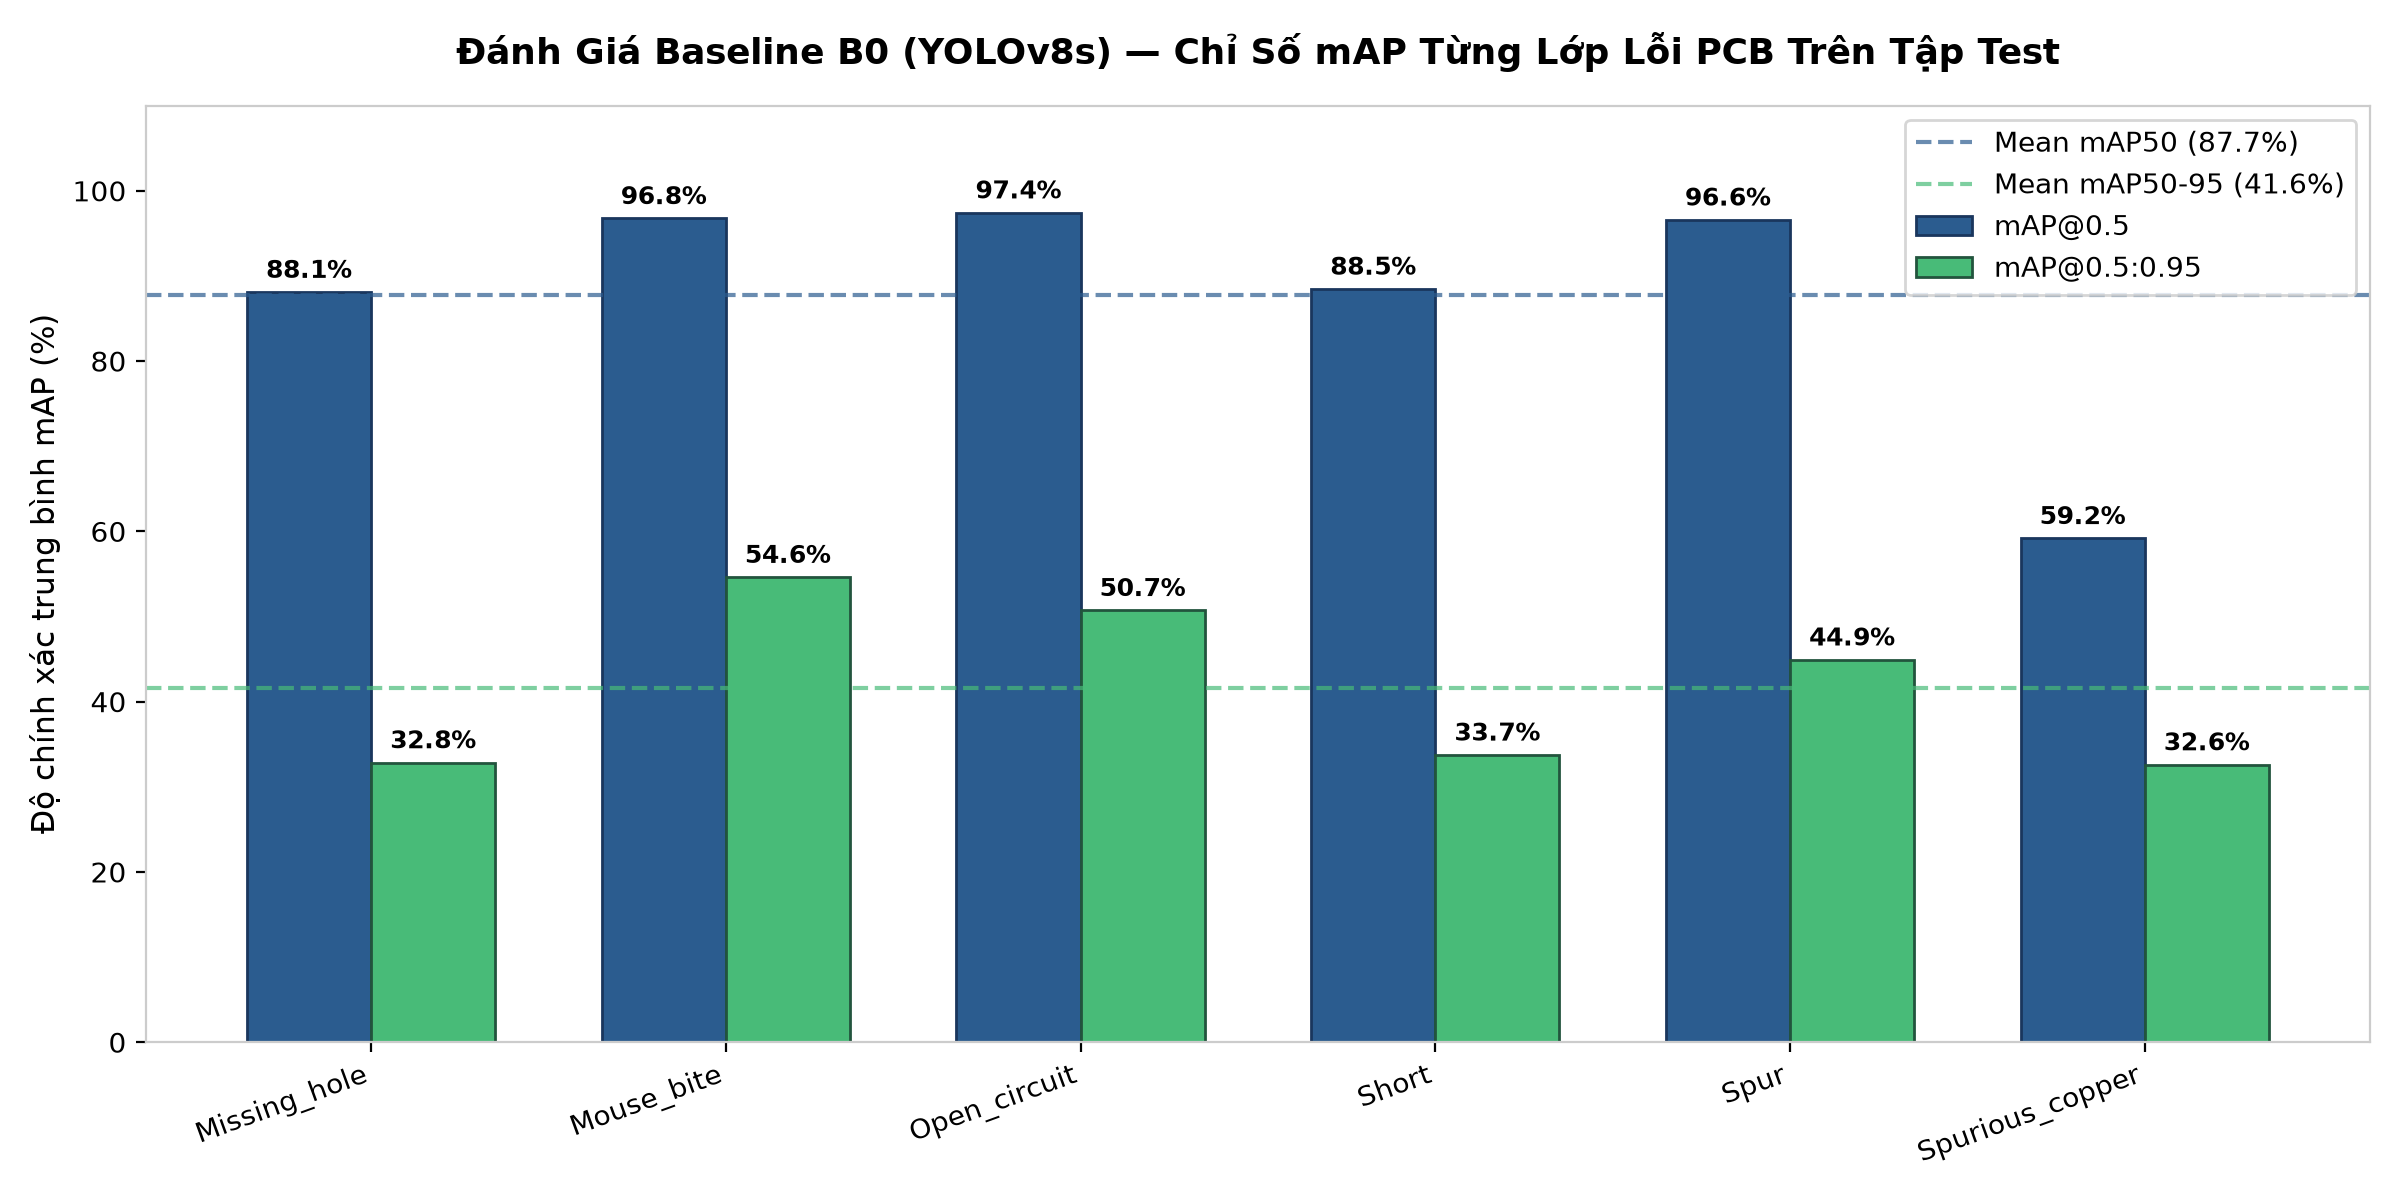 Đánh Giá Baseline B0 (YOLOv8s) — Chỉ Số mAP Từng Lớp Lỗi PCB Trên Tập Test
Độ chính xác trung bình mAP (%)
100
80
60
40
20
0
Mean mAP50 (87.7%)
Mean mAP50-95 (41.6%)
mAP@0.5
mAP@0.5:0.95
88.1%
32.8%
96.8%
54.6%
97.4%
50.7%
88.5%
33.7%
96.6%
44.9%
59.2%
32.6%
Missing_hole
Mouse_bite
Open_circuit
Short
Spur
Spurious_copper